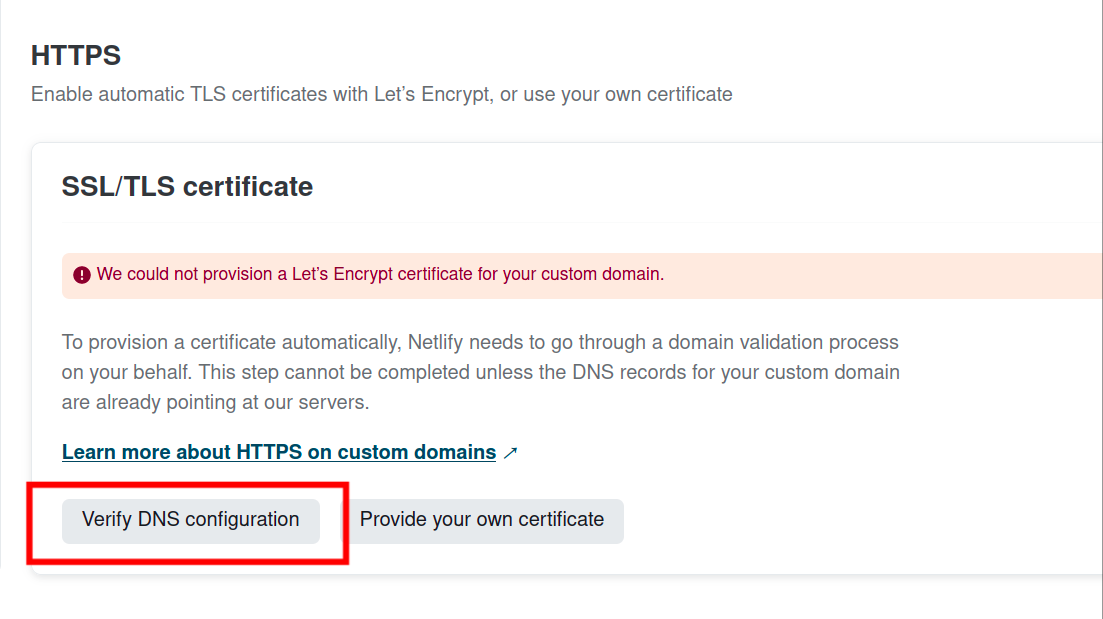 HTTPS
Enable automatic TLS certificates with Let’s Encrypt, or use your own certificate
SSL/TLS certificate
We could not provision a Let’s Encrypt certificate for your custom domain.
To provision a certificate automatically, Netlify needs to go through a domain validation process
on your behalf. This step cannot be completed unless the DNS records for your custom domain
are already pointing at our servers.
Learn more about HTTPS on custom domains ↗
Verify DNS configuration
Provide your own certificate